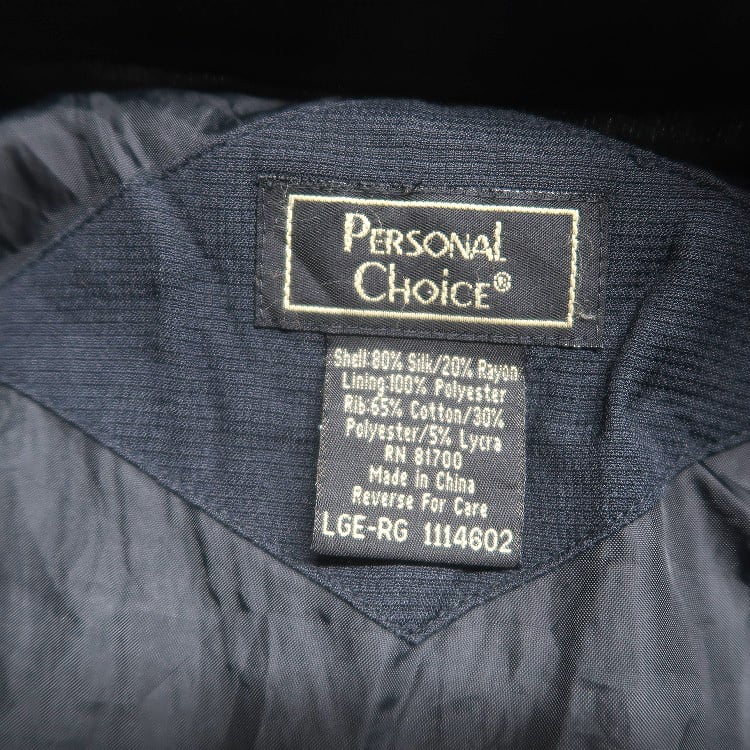 PERSONAL
CHOiCE®
Shell:80% Silk/20% Rayon
Lining:100% Polyester
Rib:65% Cotton/30%
Polyester/5% Lycra
RN 81700
Made in China
Reverse For Care
LGE-RG 1114602